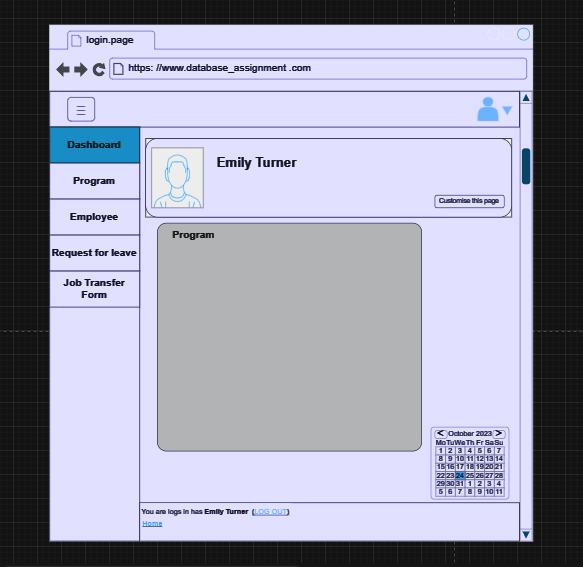 login.page
https: //www.database_assignment .com
Dashboard
Program
Employee
Request for leave
Job Transfer
Form
Emily Turner
Customise this page
Program
< October 2023 >
Mo Tu We Th Fr Sa Su
1 2 3 4 5 6 7
8 9 10 11 12 13 14
15 16 17 18 19 20 21
22 23 24 25 26 27 28
29 30 31 1 2 3 4
5 6 7 8 9 10 11
You are logs in has Emily Turner (LOG OUT)
Home